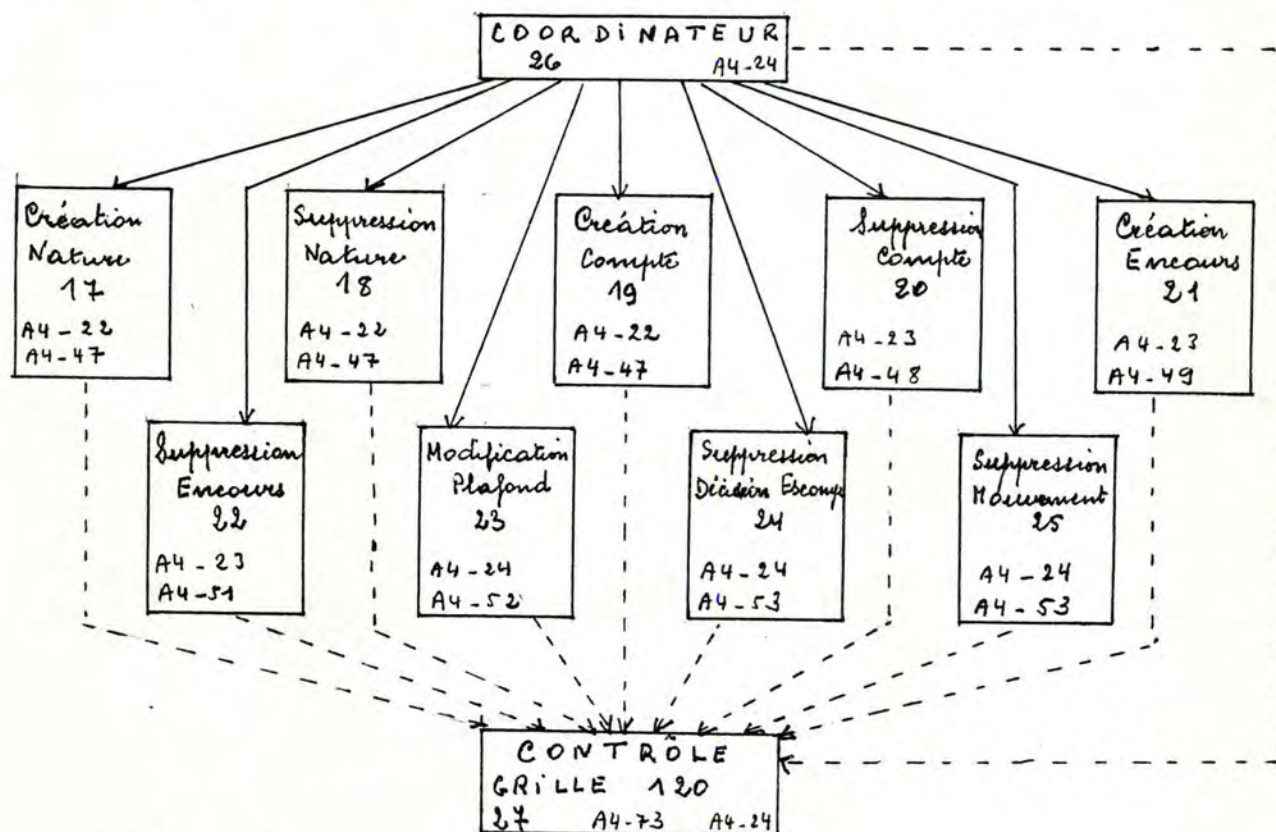 COORDINATEUR
26 A4-24
Création
Nature
17
A4-22
A4-47
Suppression
Nature
18
A4-22
A4-47
Création
Compte
19
A4-22
A4-47
Suppression
Compte
20
A4-23
A4-48
Création
Encours
21
A4-23
A4-49
Suppression
Encours
22
A4-23
A4-51
Modification
Plafond
23
A4-24
A4-52
Suppression
Décision Escompt
24
A4-24
A4-53
Suppression
Mouvement
25
A4-24
A4-53
CONTRÔLE
GRILLE 120
27 A4-73 A4-24